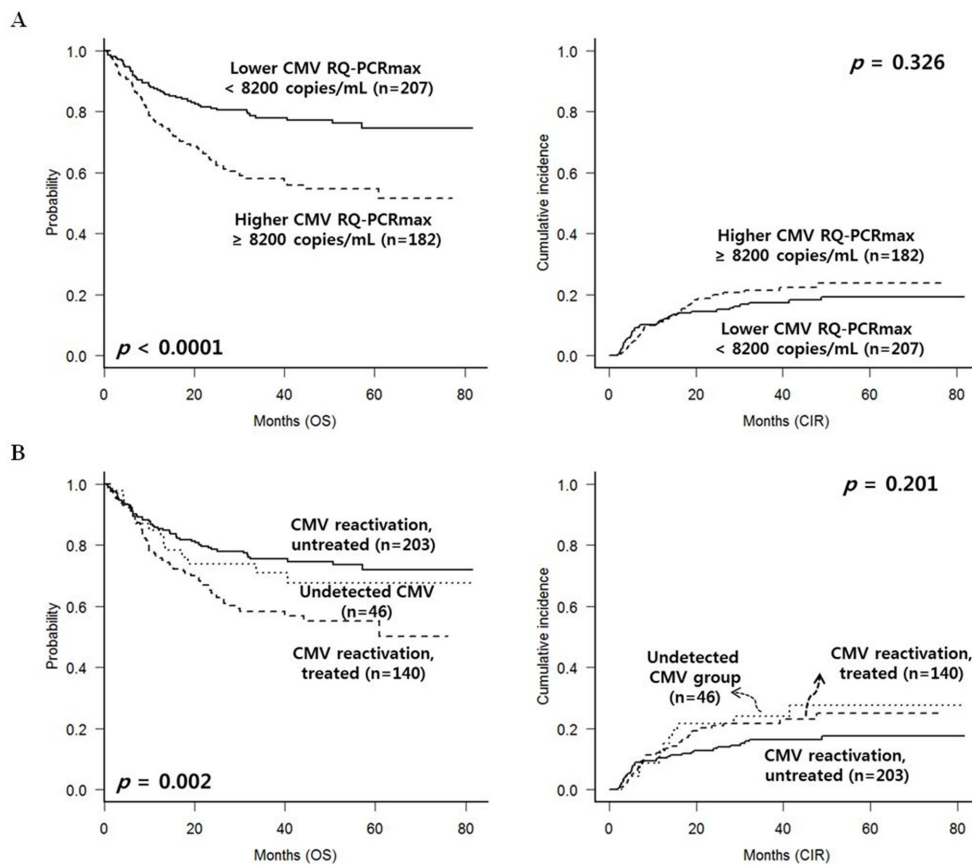 A
1.0
0.8
0.6
0.4
0.2
0.0
Probability
Lower CMV RQ-PCRmax
< 8200 copies/mL (n=207)
Higher CMV RQ-PCRmax
≥ 8200 copies/mL (n=182)
p < 0.0001
0 20 40 60 80
Months (OS)
1.0
0.8
0.6
0.4
0.2
0.0
Cumulative incidence
p = 0.326
Higher CMV RQ-PCRmax
≥ 8200 copies/mL (n=182)
Lower CMV RQ-PCRmax
< 8200 copies/mL (n=207)
0 20 40 60 80
Months (CIR)
B
1.0
0.8
0.6
0.4
0.2
0.0
Probability
CMV reactivation,
untreated (n=203)
Undetected CMV
(n=46)
CMV reactivation,
treated (n=140)
p = 0.002
0 20 40 60 80
Months (OS)
1.0
0.8
0.6
0.4
0.2
0.0
Cumulative incidence
p = 0.201
Undetected
CMV group
(n=46)
CMV reactivation,
treated (n=140)
CMV reactivation,
untreated (n=203)
0 20 40 60 80
Months (CIR)